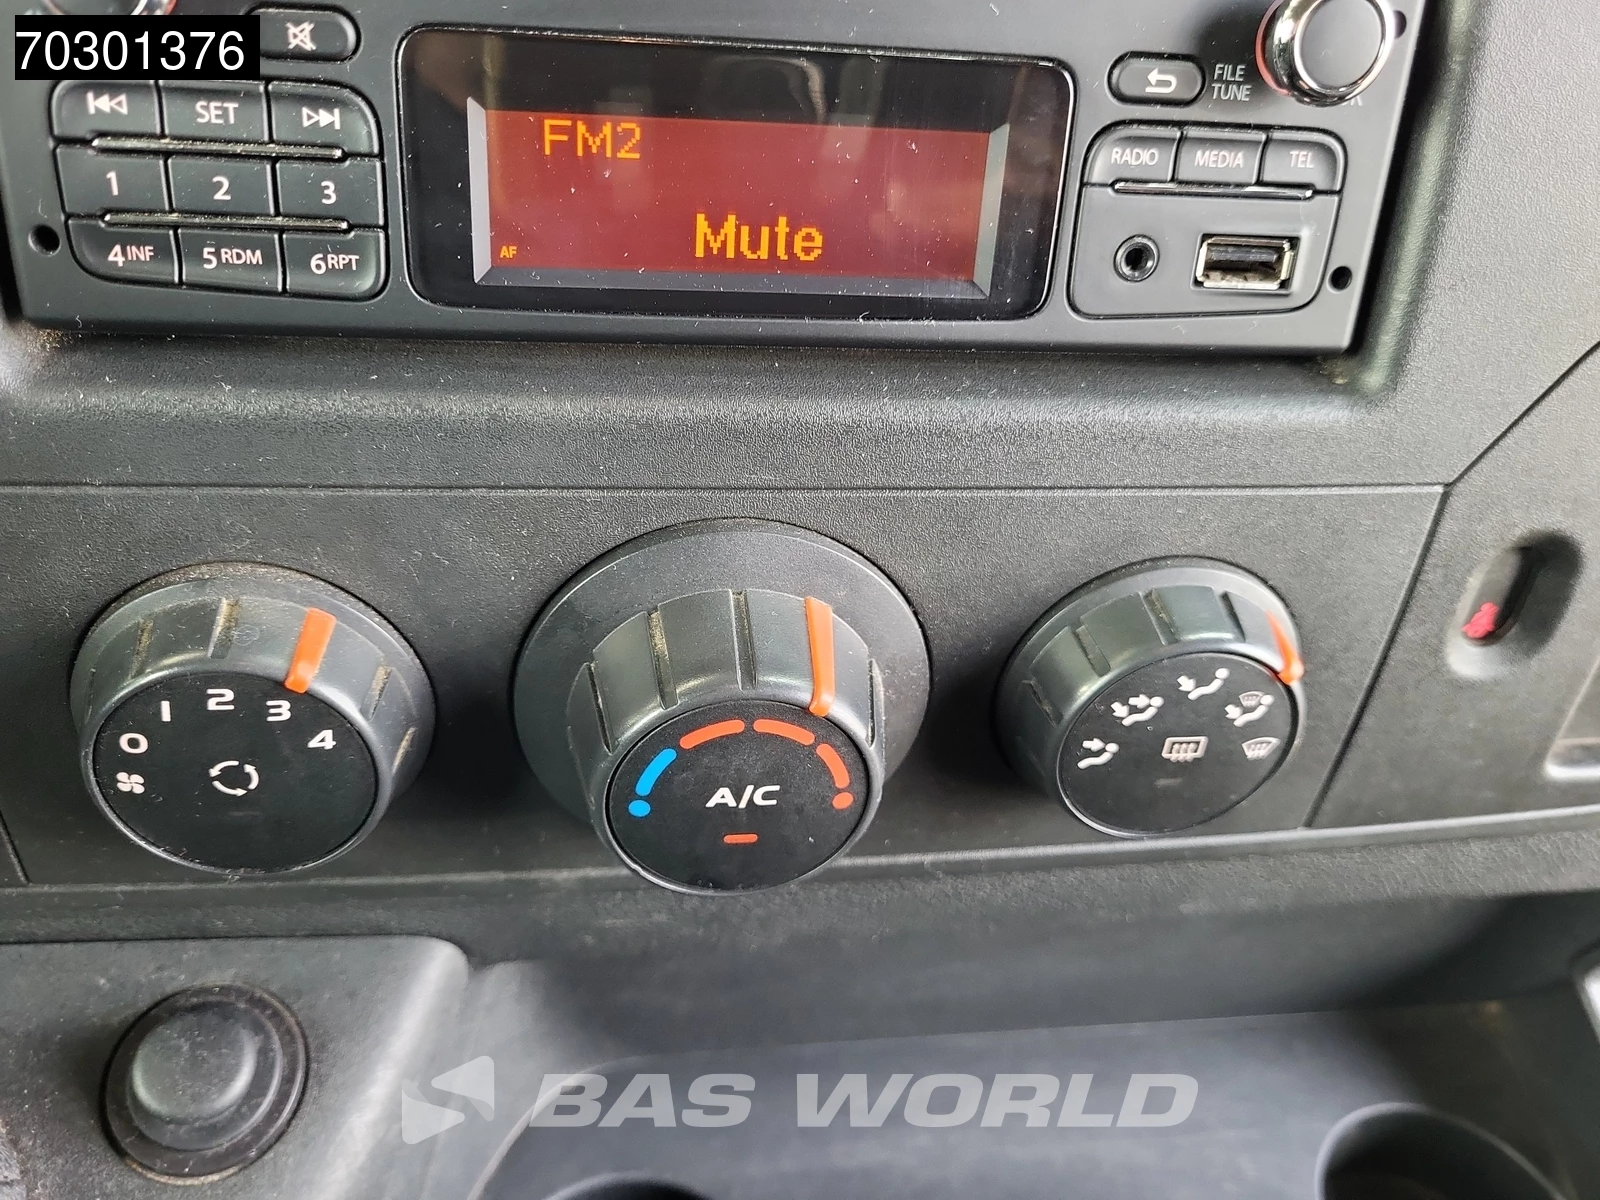 70301376
SET
1 2 3
4INF 5RDM 6RPT
FM2
Mute
AF
FILE
TUNE
RADIO MEDIA TEL
0 1 2 3 4
A/C
BAS WORLD